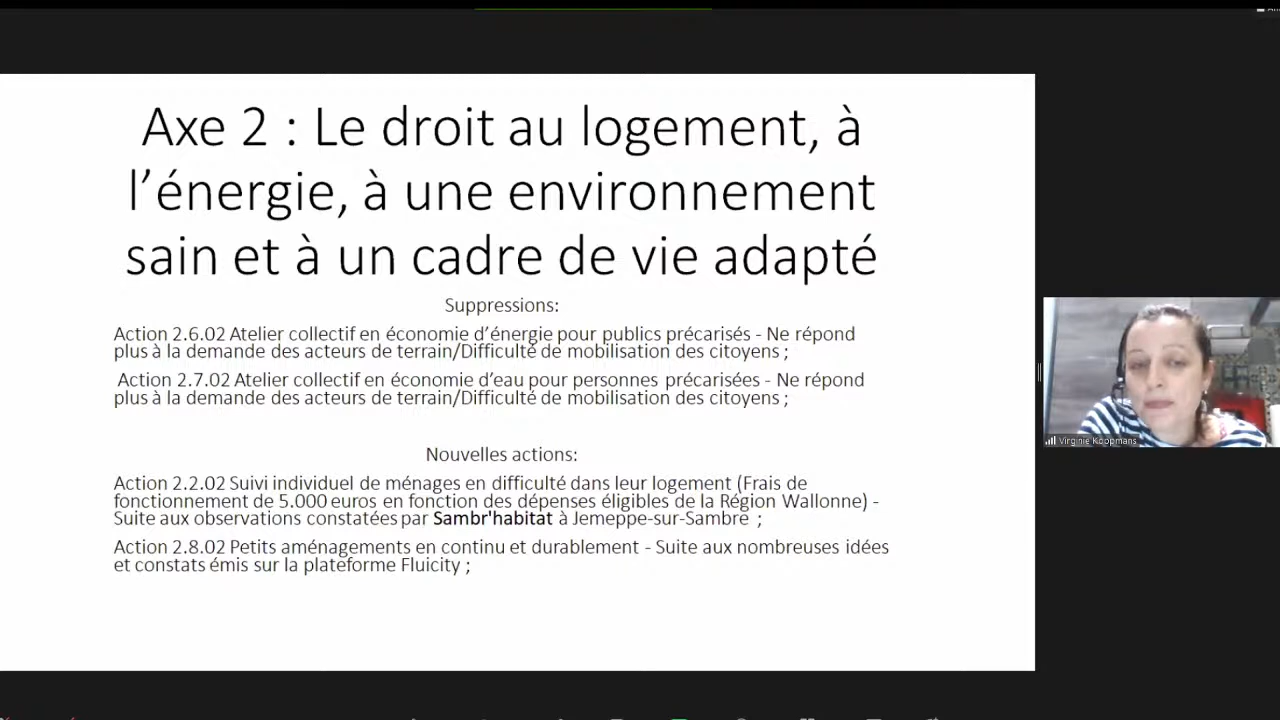 Axe 2 : Le droit au logement, à
l’énergie, à une environnement
sain et à un cadre de vie adapté
Suppressions:
Action 2.6.02 Atelier collectif en économie d’énergie pour publics précarisés - Ne répond
plus à la demande des acteurs de terrain/Difficulté de mobilisation des citoyens ;
Action 2.7.02 Atelier collectif en économie d’eau pour personnes précarisées - Ne répond
plus à la demande des acteurs de terrain/Difficulté de mobilisation des citoyens ;
Nouvelles actions:
Action 2.2.02 Suivi individuel de ménages en difficulté dans leur logement (Frais de
fonctionnement de 5.000 euros en fonction des dépenses éligibles de la Région Wallonne) -
Suite aux observations constatées par Sambr'habitat à Jemeppe-sur-Sambre ;
Action 2.8.02 Petits aménagements en continu et durablement - Suite aux nombreuses idées
et constats émis sur la plateforme Fluicity ;
Virginie Koopmans